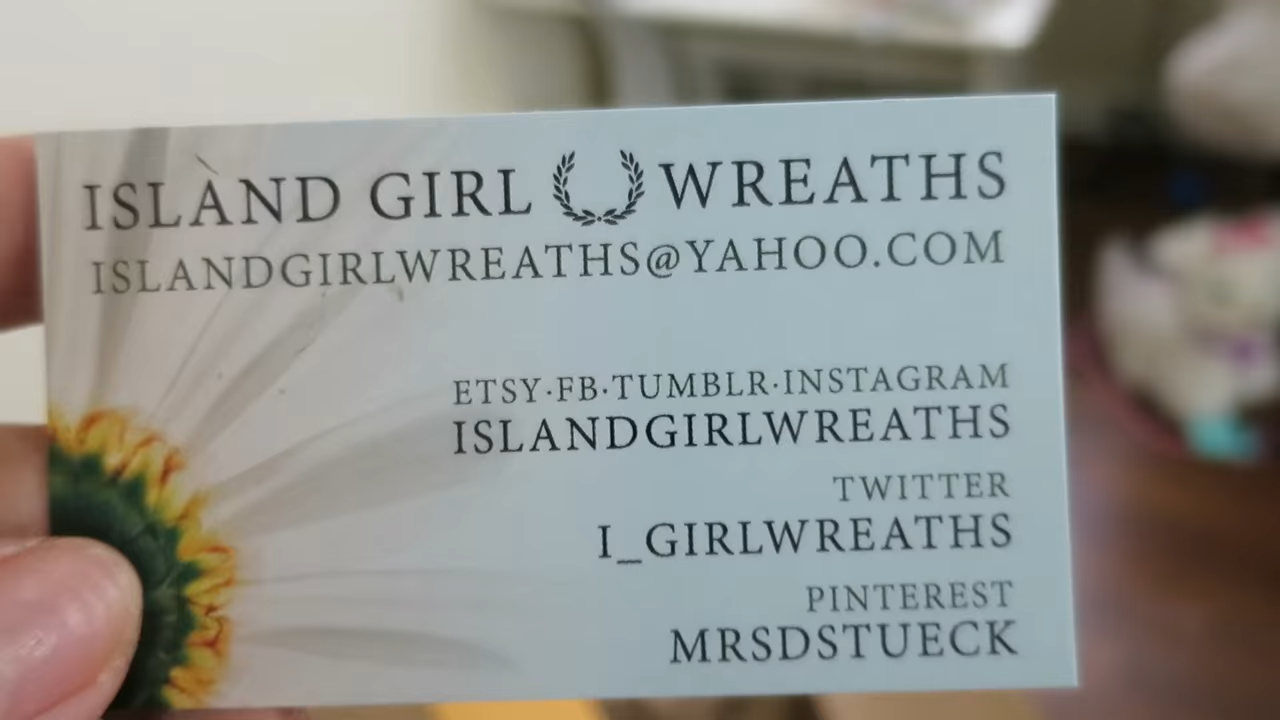 ISLAND GIRL WREATHS
ISLANDGIRLWREATHS@YAHOO.COM
ETSY·FB·TUMBLR·INSTAGRAM
ISLANDGIRLWREATHS
TWITTER
I_GIRLWREATHS
PINTEREST
MRSDSTUECK